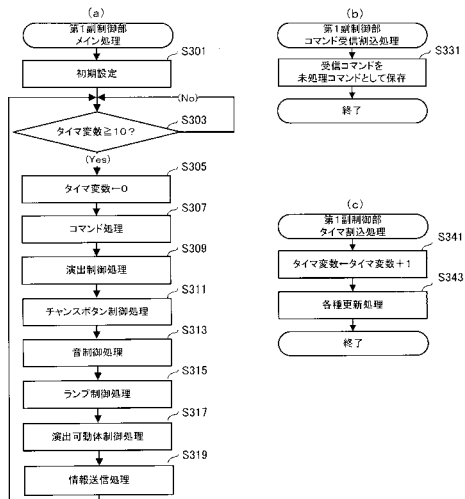 (a)
第1副制御部
メイン処理
S301
初期設定
(No)
S303
タイマ変数≧10?
(Yes)
S305
タイマ変数←0
S307
コマンド処理
S309
演出制御処理
S311
チャンスボタン制御処理
S313
音制御処理
S315
ランプ制御処理
S317
演出可動体制御処理
S319
情報送信処理
(b)
第1副制御部
コマンド受信割込処理
S331
受信コマンドを
未処理コマンドとして保存
終了
(c)
第1副制御部
タイマ割込処理
S341
タイマ変数←タイマ変数+1
S343
各種更新処理
終了